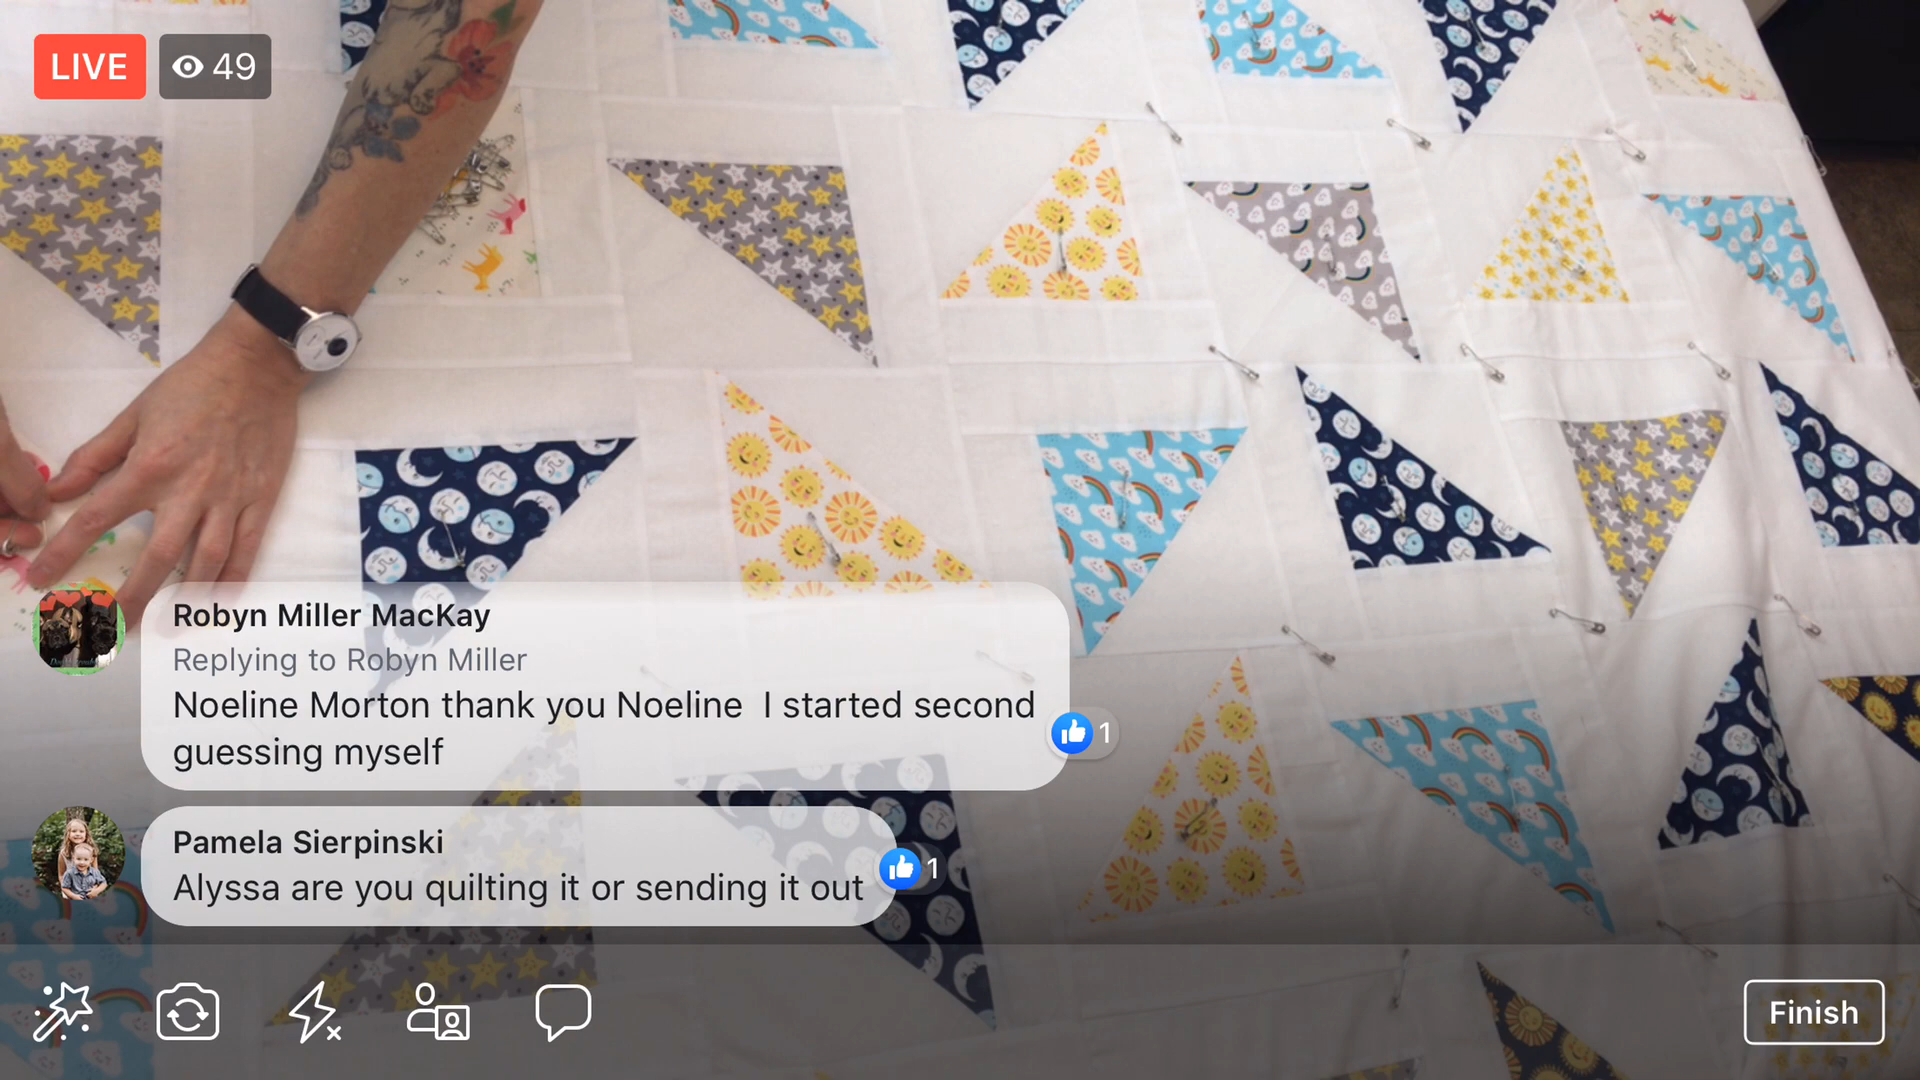 LIVE 49
Robyn Miller MacKay
Replying to Robyn Miller
Noeline Morton thank you Noeline  I started second
guessing myself
1
Pamela Sierpinski
Alyssa are you quilting it or sending it out
1
Finish